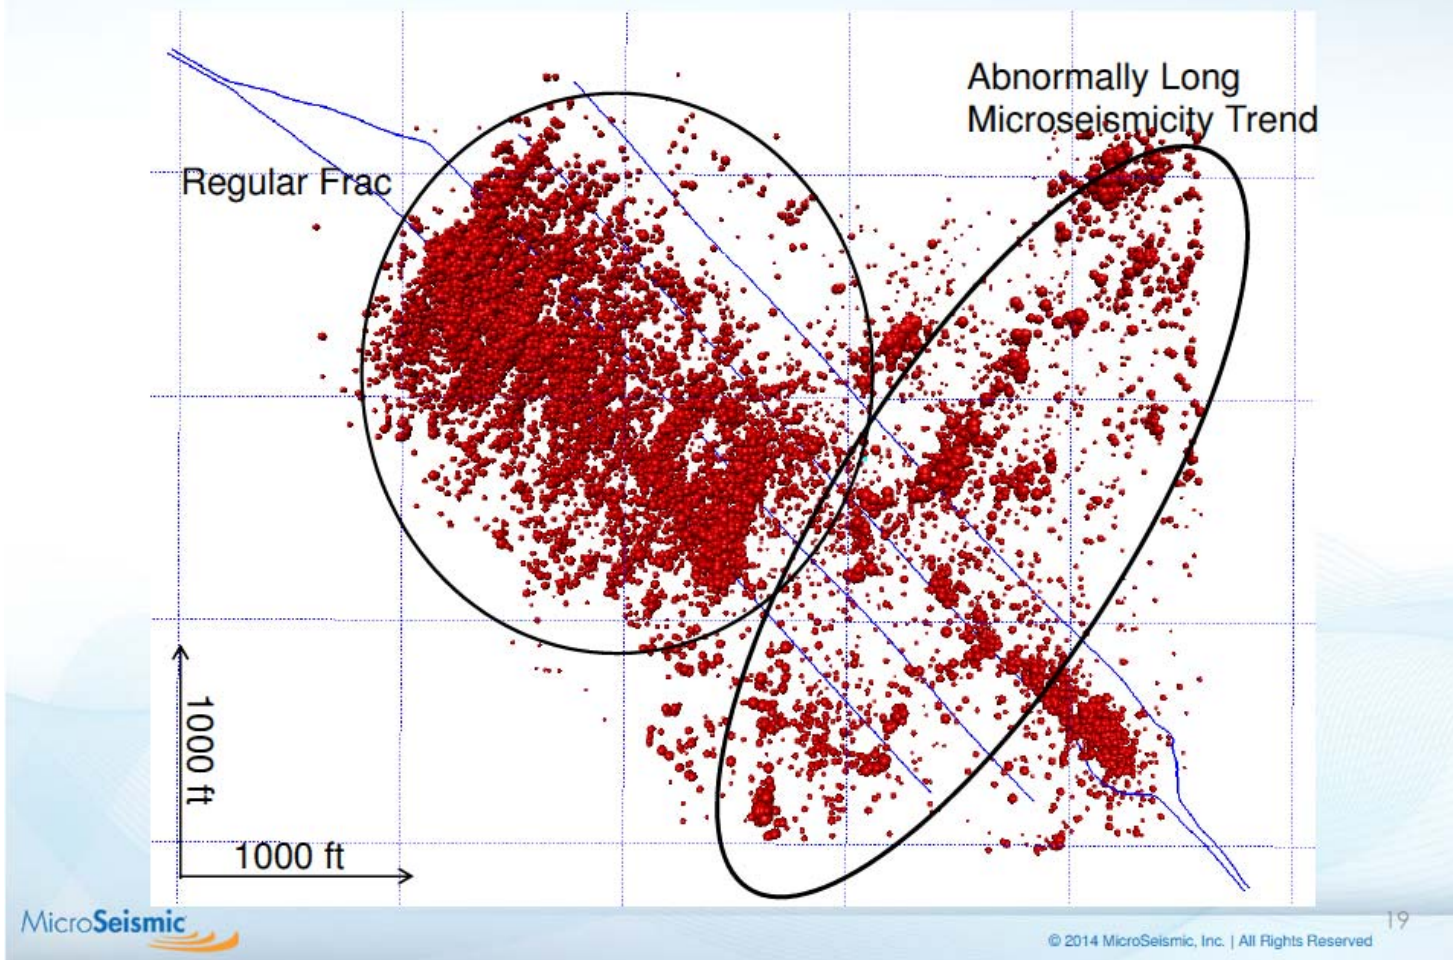 Abnormally Long
Microseismicity Trend
Regular Frac
1000 ft
1000 ft
MicroSeismic
19
© 2014 MicroSeismic, Inc. | All Rights Reserved